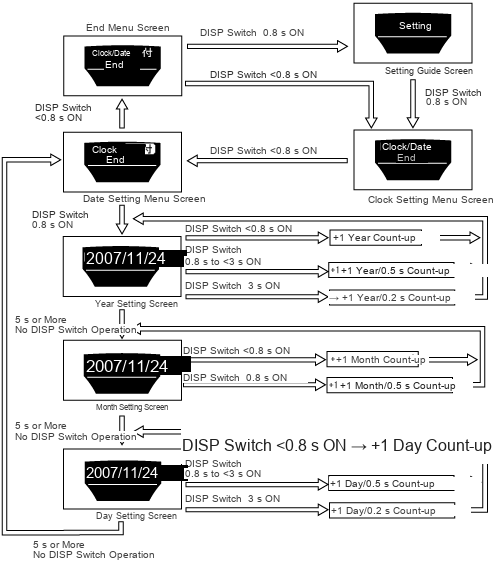 End Menu Screen
DISP Switch 0.8 s ON
Clock/Date 付
End
Setting
Setting Guide Screen
DISP Switch <0.8 s ON
DISP Switch
0.8 s ON
DISP Switch
<0.8 s ON
Clock 付
End
DISP Switch <0.8 s ON
Clock/Date
End
Date Setting Menu Screen
Clock Setting Menu Screen
DISP Switch
0.8 s ON
DISP Switch <0.8 s ON
+1 Year Count-up
2007/11/24
DISP Switch
0.8 s to <3 s ON
+1+1 Year/0.5 s Count-up
DISP Switch 3 s ON
→ +1 Year/0.2 s Count-up
Year Setting Screen
5 s or More
No DISP Switch Operation
DISP Switch <0.8 s ON
++1 Month Count-up
2007/11/24
DISP Switch 0.8 s ON
+1+1 Month/0.5 s Count-up
Month Setting Screen
5 s or More
No DISP Switch Operation
DISP Switch <0.8 s ON → +1 Day Count-up
2007/11/24
DISP Switch
0.8 s to <3 s ON
+1 Day/0.5 s Count-up
DISP Switch 3 s ON
+1 Day/0.2 s Count-up
Day Setting Screen
5 s or More
No DISP Switch Operation